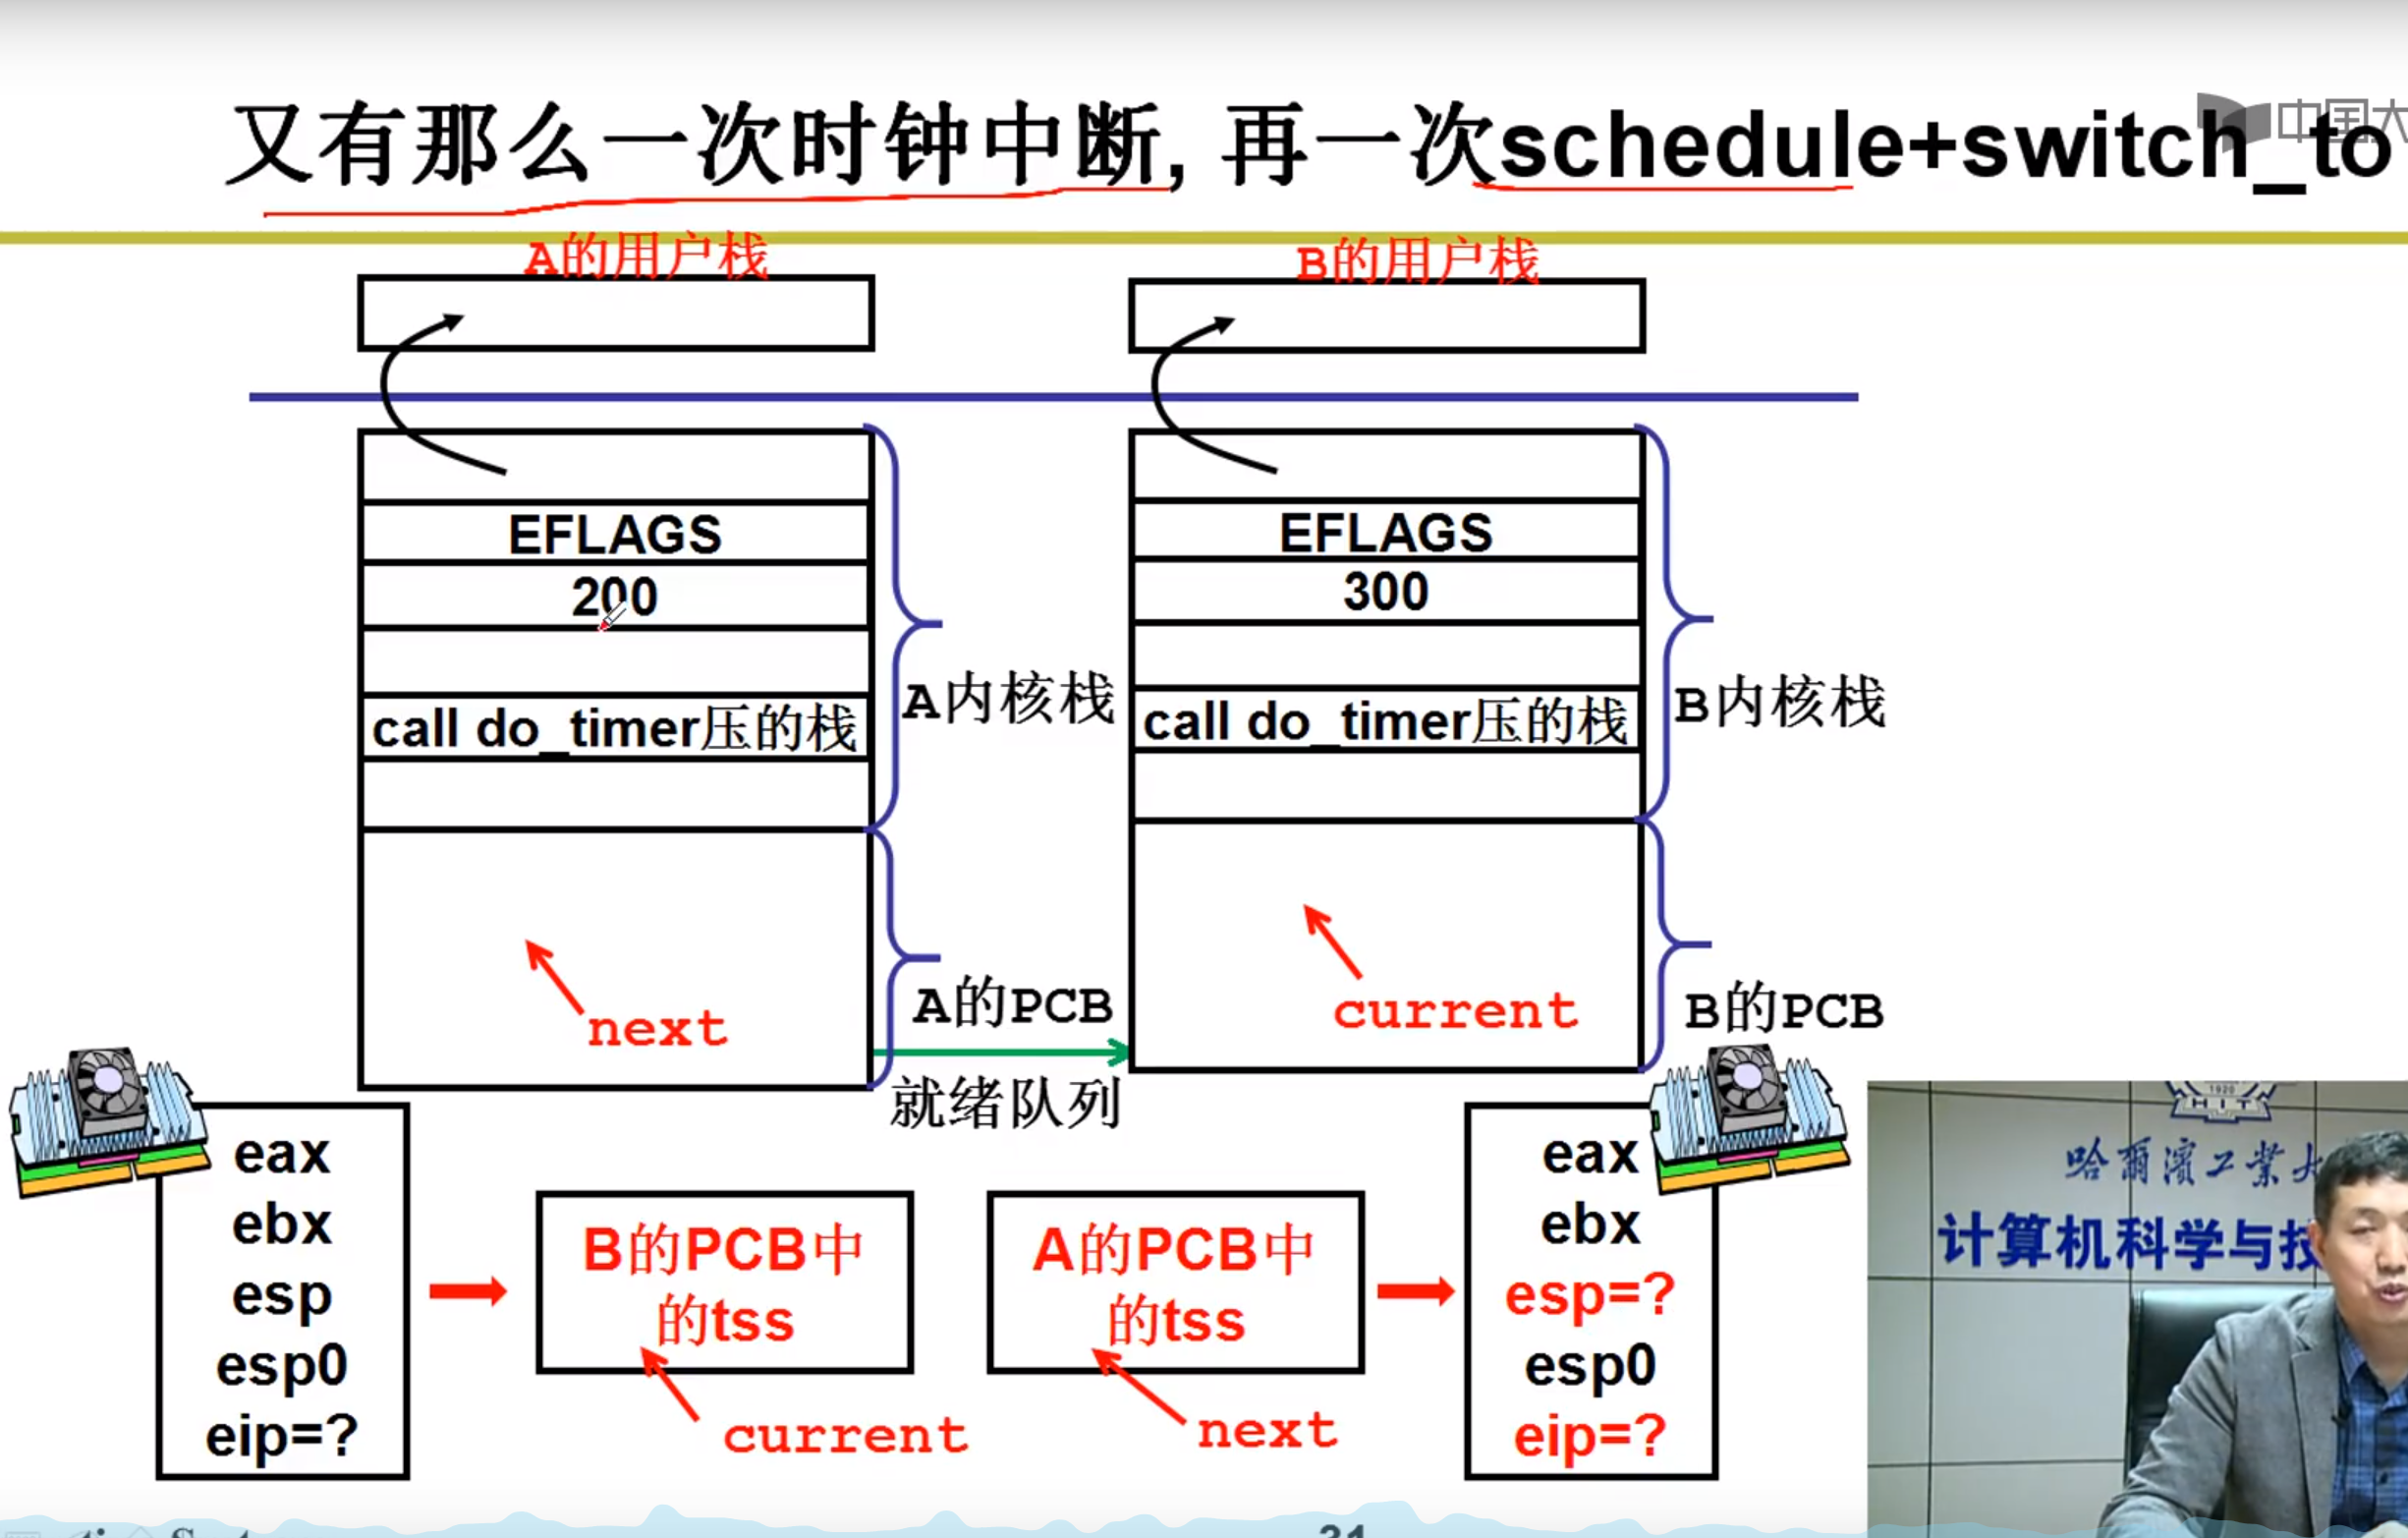 又有那么一次时钟中断, 再一次schedule+switch_to
中国大
A的用户栈
B的用户栈
EFLAGS
200
call do_timer压的栈
A内核栈
EFLAGS
300
call do_timer压的栈
B内核栈
next
A的PCB
current
B的PCB
就绪队列
eax
ebx
esp
esp0
eip=?
B的PCB中
的tss
current
A的PCB中
的tss
next
eax
ebx
esp=?
esp0
eip=?
1920
HIT
哈爾濱工業大
计算机科学与技